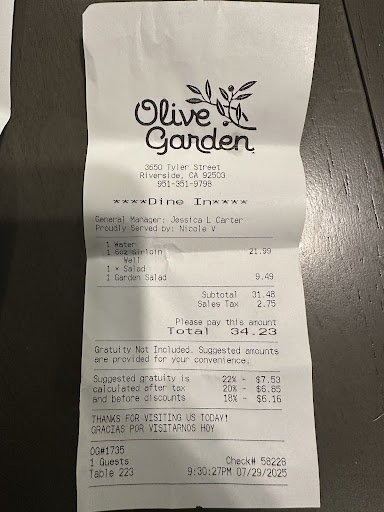 Olive
Garden
3650 Tyler Street
Riverside, CA 92503
951-351-9798
****Dine In****
General Manager: Jessica L Carter
Proudly Served by: Nicole V
1 Water
1 6oz Sirloin 21.99
Well
1 * Salad
1 Garden Salad 9.49
Subtotal 31.48
Sales Tax 2.75
Please pay this amount
Total 34.23
Gratuity Not Included. Suggested amounts
are provided for your convenience.
Suggested gratuity is 22% - $7.53
calculated after tax 20% - $6.85
and before discounts 18% - $6.16
THANKS FOR VISITING US TODAY!
GRACIAS POR VISITARNOS HOY
OG#1735
1 Guests Check# 58228
Table 223 9:30:27PM 07/29/2025